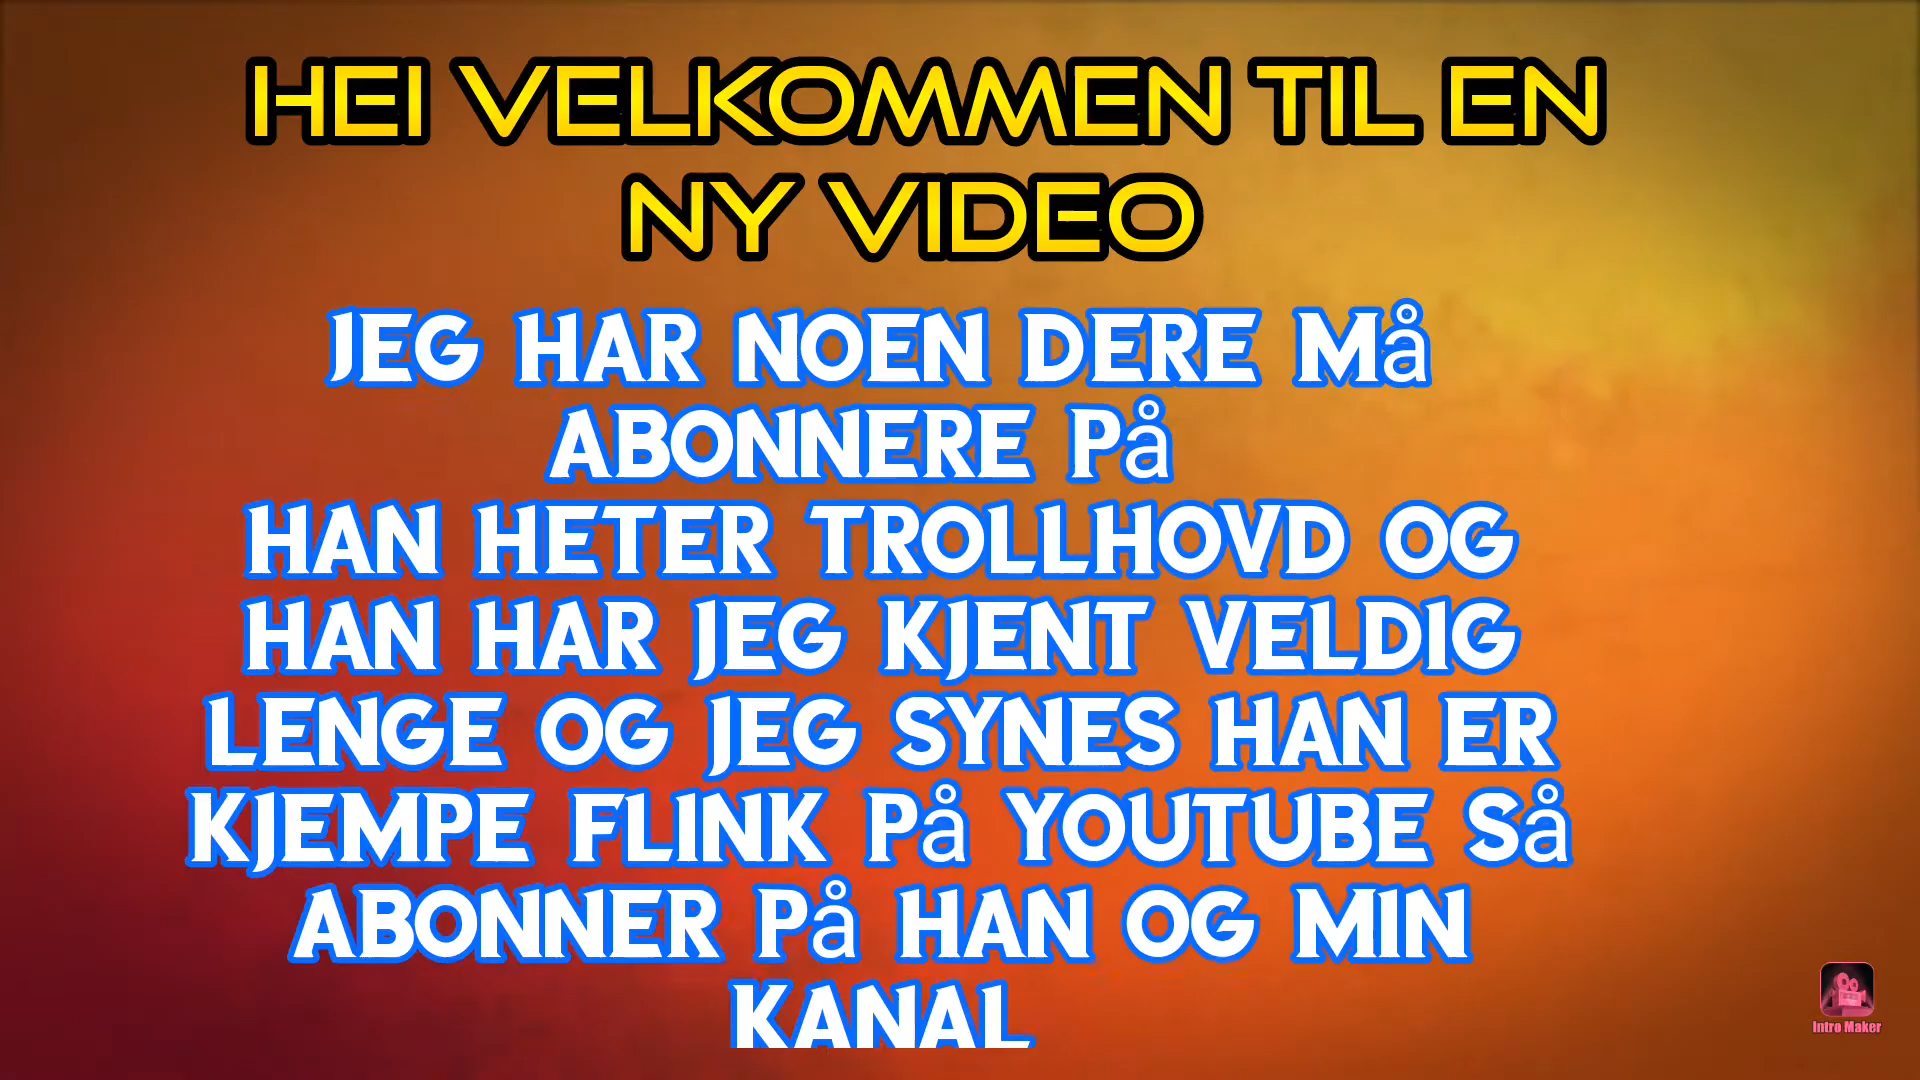 HEI VELKOMMEN TIL EN
NY VIDEO
JEG HAR NOEN DERE Må
ABONNERE På
HAN HETER TROLLHOVD OG
HAN HAR JEG KJENT VELDIG
LENGE OG JEG SYNES HAN ER
KJEMPE FLINK På YOUTUBE Så
ABONNER På HAN OG MIN
KANAL
Intro Maker